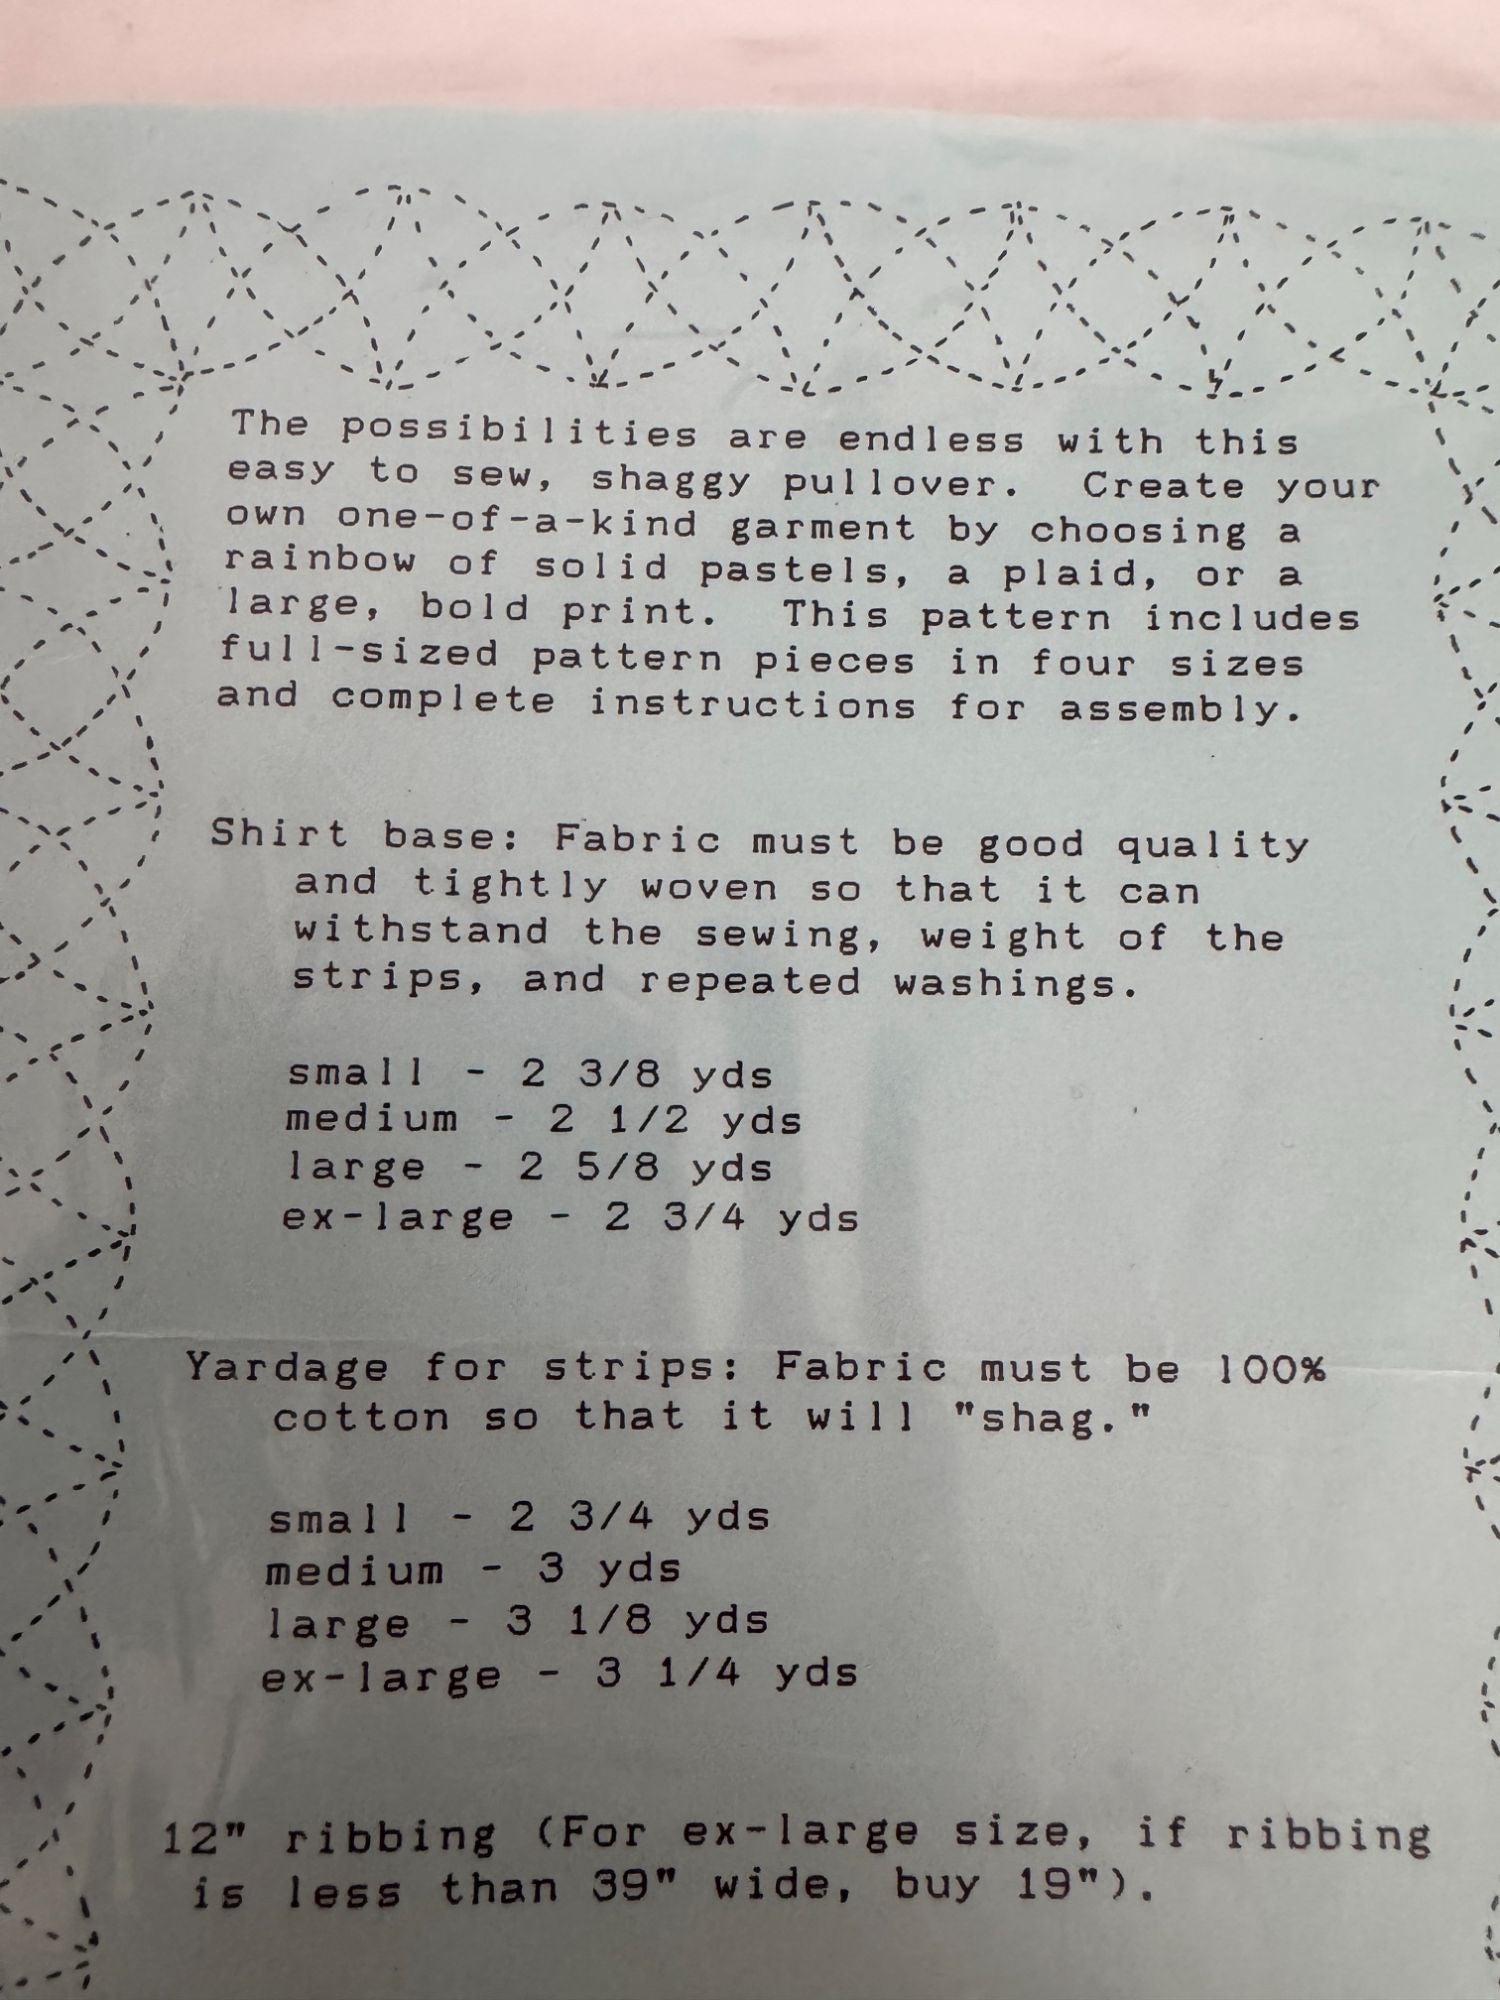 The possibilities are endless with this
easy to sew, shaggy pullover. Create your
own one-of-a-kind garment by choosing a
rainbow of solid pastels, a plaid, or a
large, bold print. This pattern includes
full-sized pattern pieces in four sizes
and complete instructions for assembly.
Shirt base: Fabric must be good quality
and tightly woven so that it can
withstand the sewing, weight of the
strips, and repeated washings.
small - 2 3/8 yds
medium - 2 1/2 yds
large - 2 5/8 yds
ex-large - 2 3/4 yds
Yardage for strips: Fabric must be 100%
cotton so that it will "shag."
small - 2 3/4 yds
medium - 3 yds
large - 3 1/8 yds
ex-large - 3 1/4 yds
12" ribbing (For ex-large size, if ribbing
is less than 39" wide, buy 19").